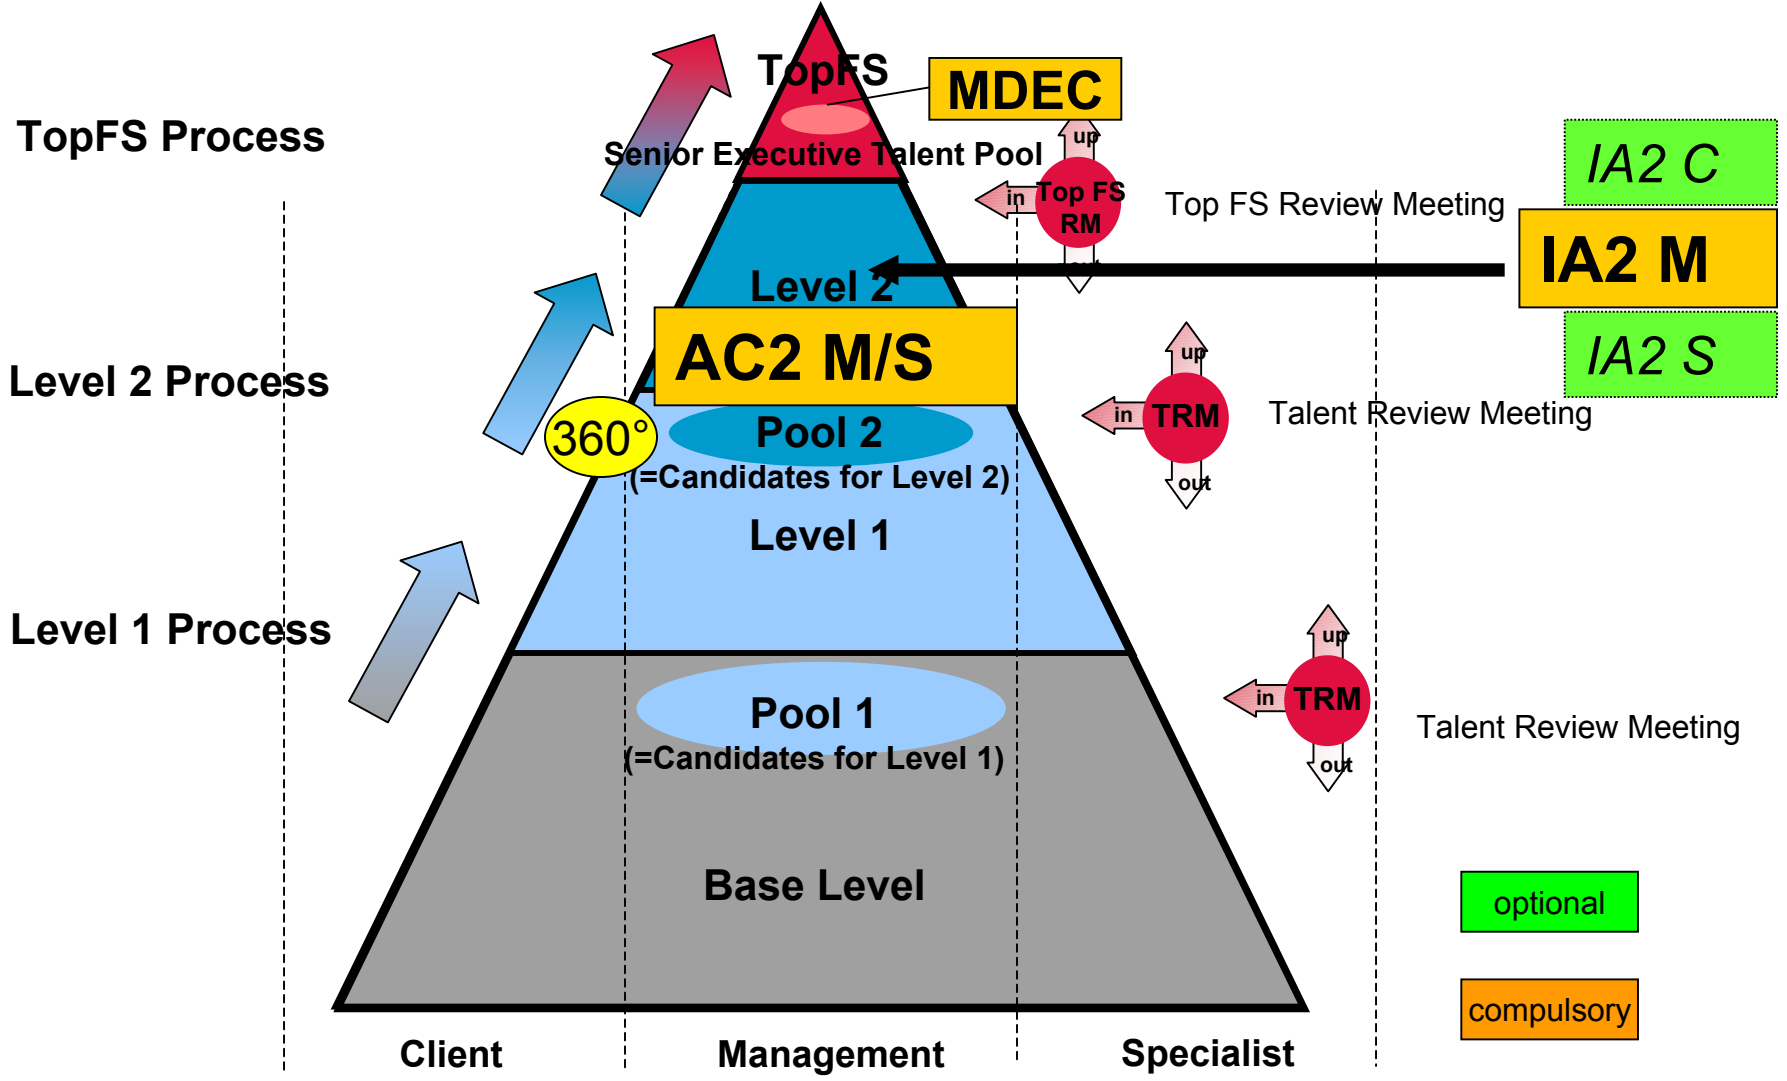 TopFS
MDEC
TopFS Process
Senior Executive Talent Pool
up
in
Top FS
RM
out
Top FS Review Meeting
IA2 C
IA2 M
IA2 S
Level 2
AC2 M/S
Level 2 Process
360°
Pool 2
(=Candidates for Level 2)
up
in
TRM
out
Talent Review Meeting
Level 1
Level 1 Process
Pool 1
(=Candidates for Level 1)
up
in
TRM
out
Talent Review Meeting
Base Level
optional
compulsory
Client
Management
Specialist